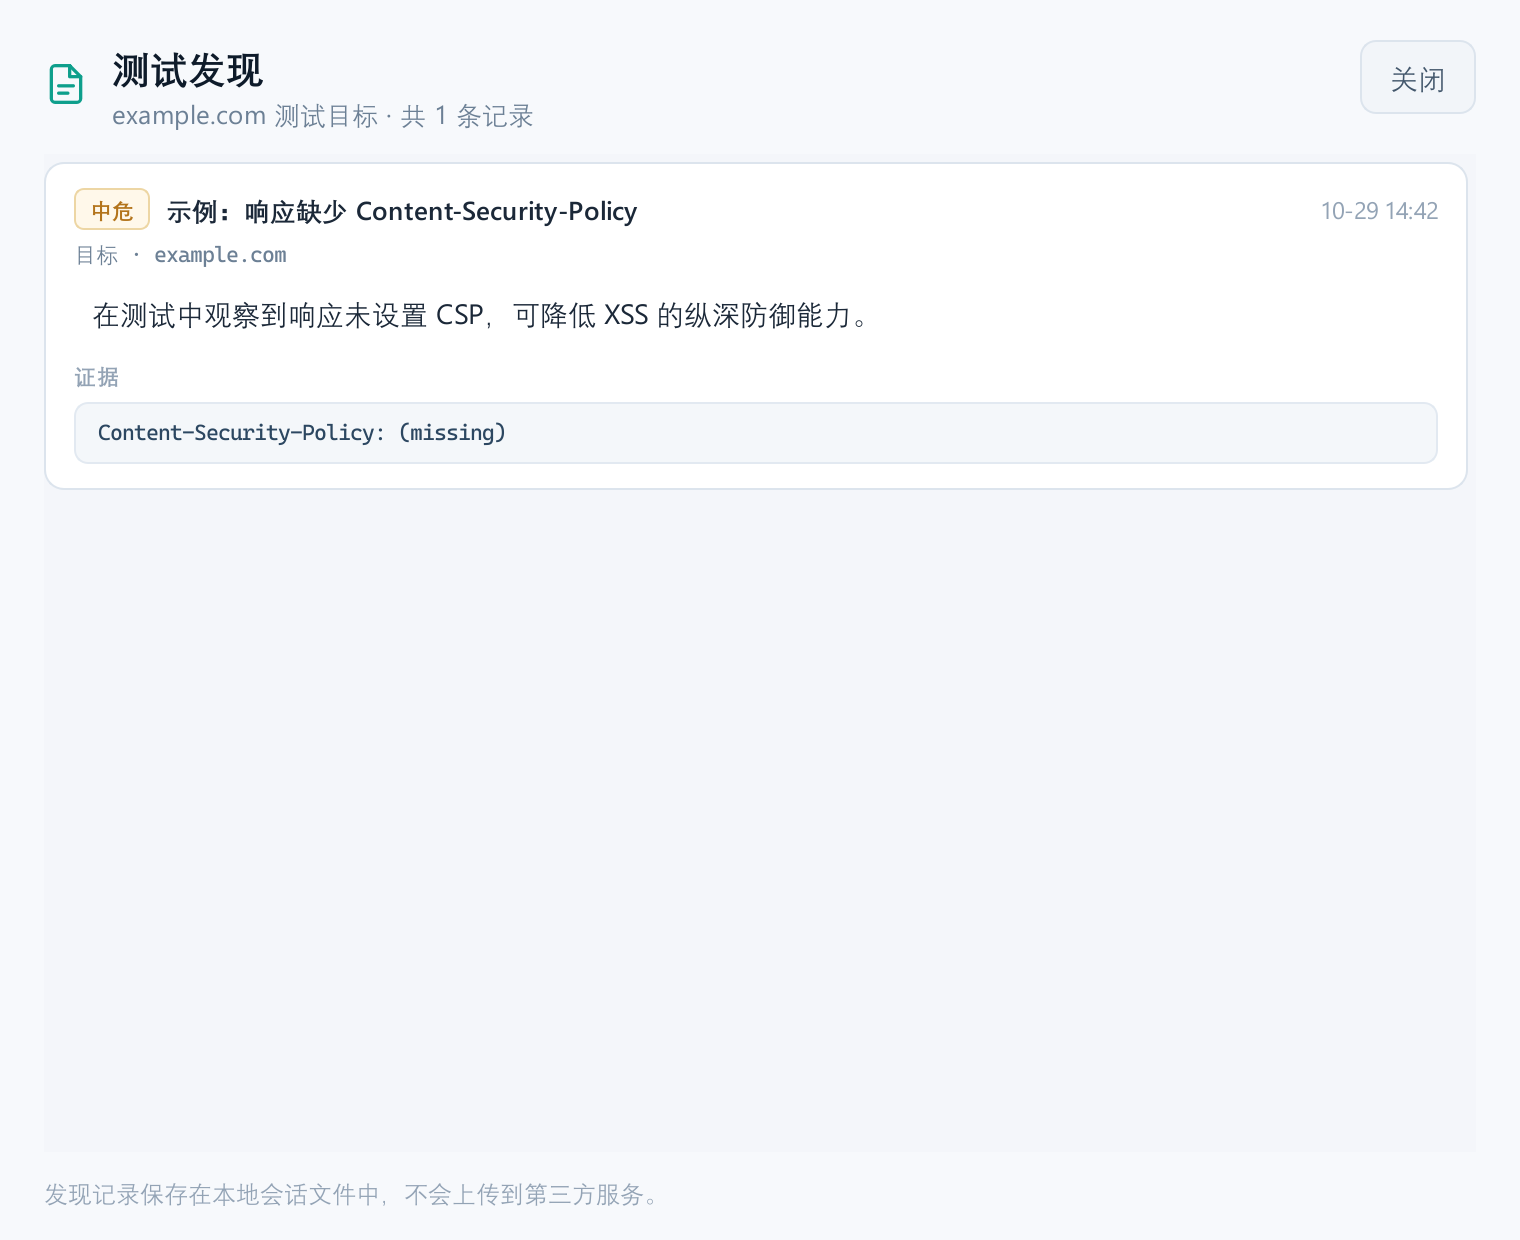 测试发现
关闭
example.com 测试目标 · 共 1 条记录
中危 示例：响应缺少 Content-Security-Policy 10-29 14:42
目标 · example.com
在测试中观察到响应未设置 CSP，可降低 XSS 的纵深防御能力。
证据
Content-Security-Policy: (missing)
发现记录保存在本地会话文件中，不会上传到第三方服务。